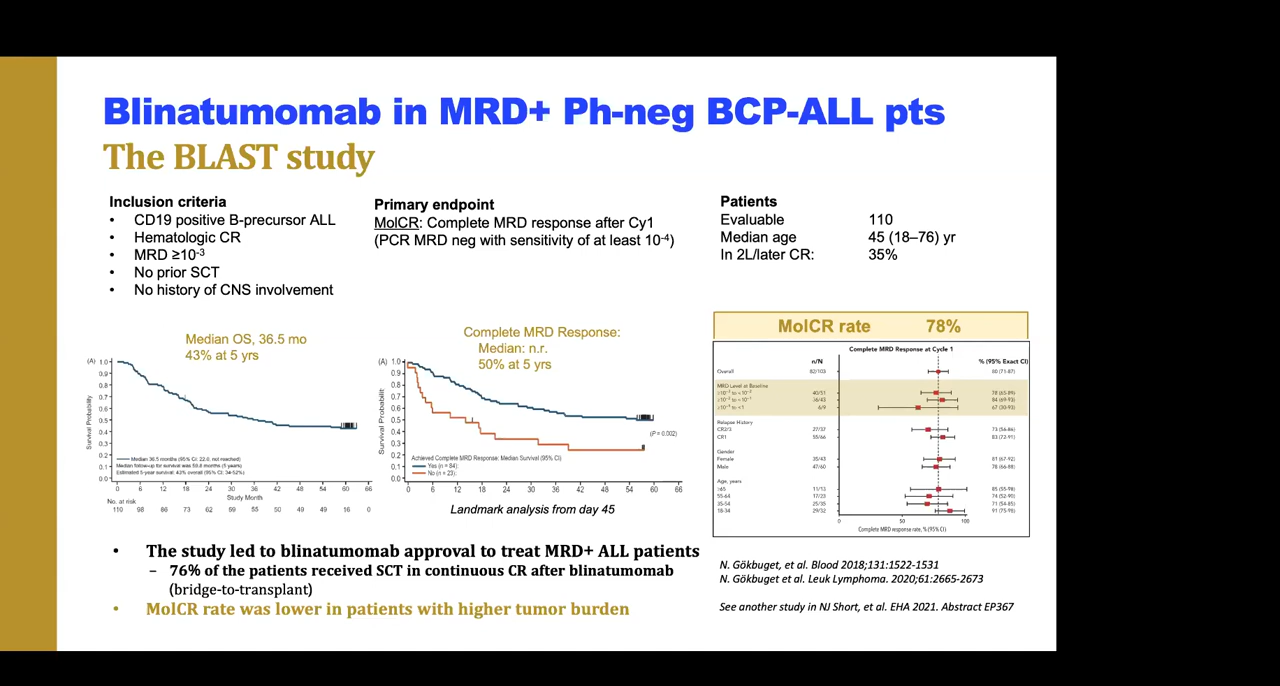 Blinatumomab in MRD+ Ph-neg BCP-ALL pts
The BLAST study
Inclusion criteria
• CD19 positive B-precursor ALL
• Hematologic CR
• MRD ≥10-3
• No prior SCT
• No history of CNS involvement
Primary endpoint
MolCR: Complete MRD response after Cy1
(PCR MRD neg with sensitivity of at least 10-4)
Patients
Evaluable 110
Median age 45 (18–76) yr
In 2L/later CR: 35%
Median OS, 36.5 mo
43% at 5 yrs
(A)
Survival Probability
1.0
0.9
0.8
0.7
0.6
0.5
0.4
0.3
0.2
0.1
0.0
Median 36.5 months (95% CI: 22.0, not reached)
Median follow-up for survival was 59.8 months (5 years)
Estimated 5-year survival: 43% overall (95% CI: 34-52%)
0 6 12 18 24 30 36 42 48 54 60 66
Study Month
No. at risk
110 98 86 73 62 59 55 50 49 49 16 0
Complete MRD Response:
Median: n.r.
50% at 5 yrs
(A)
Survival Probability
1.0
0.9
0.8
0.7
0.6
0.5
0.4
0.3
0.2
0.1
0.0
(P = 0.002)
Achieved Complete MRD Response: Median Survival (95% CI)
Yes (n = 84):
No (n = 23):
0 6 12 18 24 30 36 42 48 54 60 66
Landmark analysis from day 45
MolCR rate 78%
Complete MRD Response at Cycle 1
n/N % (95% Exact CI)
Overall 82/103 80 (71-87)
MRD Level at Baseline
40/51 78 (65-89)
36/43 84 (69-93)
6/9 67 (30-93)
Relapse History
CR2/3 27/37 73 (56-86)
CR1 55/66 83 (72-91)
Gender
Female 35/43 81 (67-92)
Male 47/60 78 (66-88)
Age, years
≥65 11/13 85 (55-98)
55-64 17/23 74 (52-90)
35-54 25/35 71 (54-85)
18-34 29/32 91 (75-98)
0 50 100
Complete MRD response rate, % (95% CI)
• The study led to blinatumomab approval to treat MRD+ ALL patients
– 76% of the patients received SCT in continuous CR after blinatumomab
(bridge-to-transplant)
• MolCR rate was lower in patients with higher tumor burden
N. Gökbuget, et al. Blood 2018;131:1522-1531
N. Gökbuget et al. Leuk Lymphoma. 2020;61:2665-2673
See another study in NJ Short, et al. EHA 2021. Abstract EP367